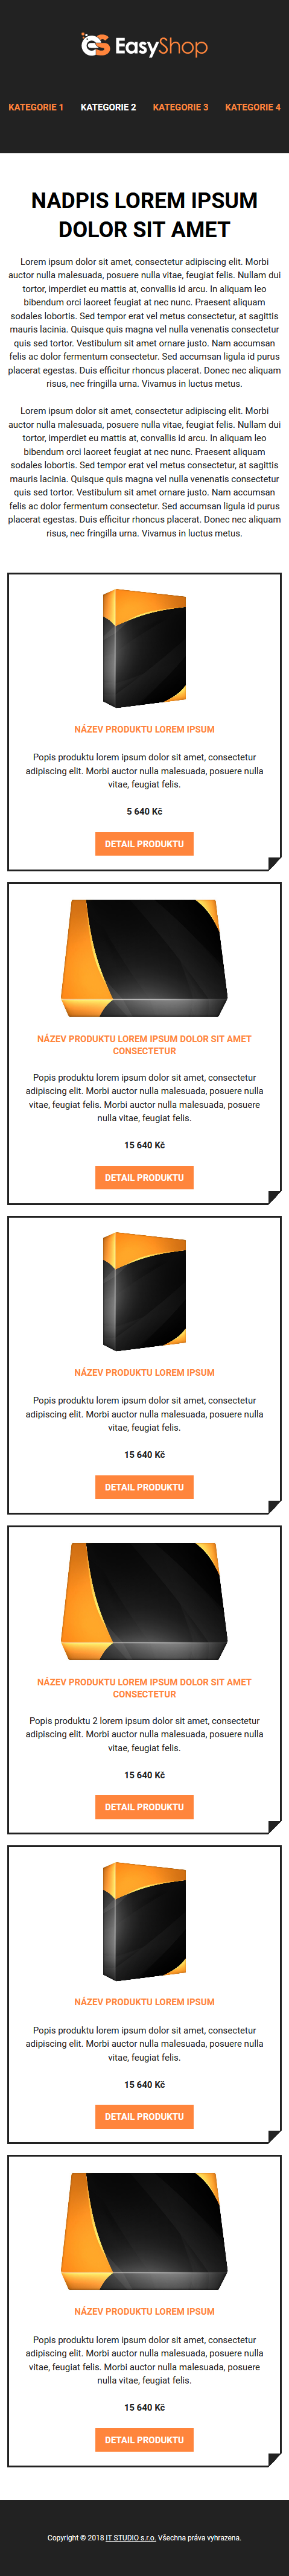 EasyShop
KATEGORIE 1 KATEGORIE 2 KATEGORIE 3 KATEGORIE 4
NADPIS LOREM IPSUM
DOLOR SIT AMET
Lorem ipsum dolor sit amet, consectetur adipiscing elit. Morbi
auctor nulla malesuada, posuere nulla vitae, feugiat felis. Nullam dui
tortor, imperdiet eu mattis at, convallis id arcu. In aliquam leo
bibendum orci laoreet feugiat at nec nunc. Praesent aliquam
sodales lobortis. Sed tempor erat vel metus consectetur, at sagittis
mauris lacinia. Quisque quis magna vel nulla venenatis consectetur
quis sed tortor. Vestibulum sit amet ornare justo. Nam accumsan
felis ac dolor fermentum consectetur. Sed accumsan ligula id purus
placerat egestas. Duis efficitur rhoncus placerat. Donec nec aliquam
risus, nec fringilla urna. Vivamus in luctus metus.
Lorem ipsum dolor sit amet, consectetur adipiscing elit. Morbi
auctor nulla malesuada, posuere nulla vitae, feugiat felis. Nullam dui
tortor, imperdiet eu mattis at, convallis id arcu. In aliquam leo
bibendum orci laoreet feugiat at nec nunc. Praesent aliquam
sodales lobortis. Sed tempor erat vel metus consectetur, at sagittis
mauris lacinia. Quisque quis magna vel nulla venenatis consectetur
quis sed tortor. Vestibulum sit amet ornare justo. Nam accumsan
felis ac dolor fermentum consectetur. Sed accumsan ligula id purus
placerat egestas. Duis efficitur rhoncus placerat. Donec nec aliquam
risus, nec fringilla urna. Vivamus in luctus metus.
NÁZEV PRODUKTU LOREM IPSUM
Popis produktu lorem ipsum dolor sit amet, consectetur
adipiscing elit. Morbi auctor nulla malesuada, posuere nulla
vitae, feugiat felis.
5 640 Kč
DETAIL PRODUKTU
NÁZEV PRODUKTU LOREM IPSUM DOLOR SIT AMET
CONSECTETUR
Popis produktu lorem ipsum dolor sit amet, consectetur
adipiscing elit. Morbi auctor nulla malesuada, posuere nulla
vitae, feugiat felis. Morbi auctor nulla malesuada, posuere
nulla vitae, feugiat felis.
15 640 Kč
DETAIL PRODUKTU
NÁZEV PRODUKTU LOREM IPSUM
Popis produktu lorem ipsum dolor sit amet, consectetur
adipiscing elit. Morbi auctor nulla malesuada, posuere nulla
vitae, feugiat felis.
15 640 Kč
DETAIL PRODUKTU
NÁZEV PRODUKTU LOREM IPSUM DOLOR SIT AMET
CONSECTETUR
Popis produktu 2 lorem ipsum dolor sit amet, consectetur
adipiscing elit. Morbi auctor nulla malesuada, posuere nulla
vitae, feugiat felis.
15 640 Kč
DETAIL PRODUKTU
NÁZEV PRODUKTU LOREM IPSUM
Popis produktu lorem ipsum dolor sit amet, consectetur
adipiscing elit. Morbi auctor nulla malesuada, posuere nulla
vitae, feugiat felis.
15 640 Kč
DETAIL PRODUKTU
NÁZEV PRODUKTU LOREM IPSUM
Popis produktu lorem ipsum dolor sit amet, consectetur
adipiscing elit. Morbi auctor nulla malesuada, posuere nulla
vitae, feugiat felis. Morbi auctor nulla malesuada, posuere
nulla vitae, feugiat felis.
15 640 Kč
DETAIL PRODUKTU
Copyright © 2018 IT STUDIO s.r.o. Všechna práva vyhrazena.